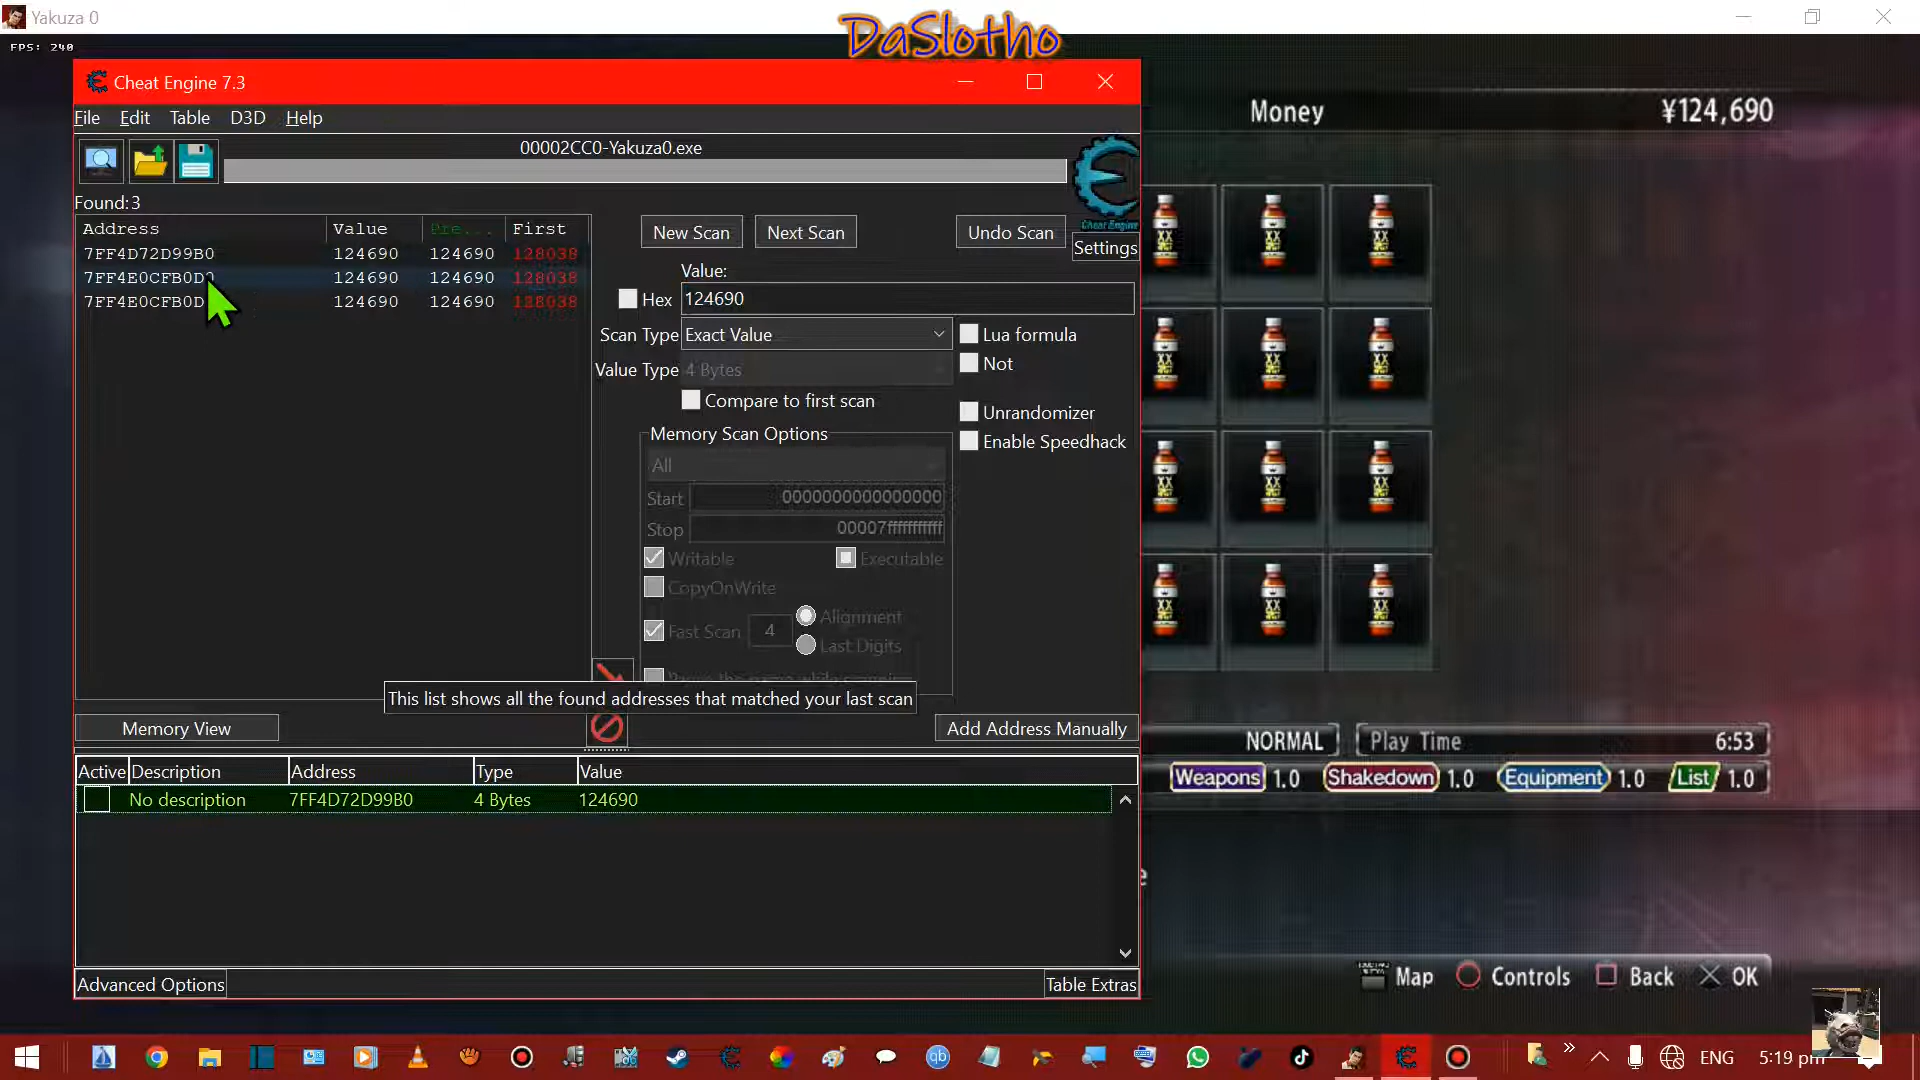 Yakuza 0
FPS: 240
DaSlotho
Cheat Engine 7.3
File Edit Table D3D Help
00002CC0-Yakuza0.exe
Cheat Engine
Settings
Found:3
Address Value Pre... First
7FF4D72D99B0 124690 124690 128038
7FF4E0CFB0D0 124690 124690 128038
7FF4E0CFB0D 124690 124690 128038
New Scan Next Scan Undo Scan
Value:
Hex 124690
Scan Type Exact Value
Value Type 4 Bytes
Compare to first scan
Lua formula
Not
Unrandomizer
Enable Speedhack
Memory Scan Options
All
Start 0000000000000000
Stop 00007fffffffffff
Writable Executable
CopyOnWrite
Fast Scan 4 Alignment
Last Digits
This list shows all the found addresses that matched your last scan
Memory View Add Address Manually
Active Description Address Type Value
No description 7FF4D72D99B0 4 Bytes 124690
Advanced Options Table Extras
Money ¥124,690
NORMAL Play Time 6:53
Weapons 1.0 Shakedown 1.0 Equipment 1.0 List 1.0
Map Controls Back OK
ENG 5:19 pm